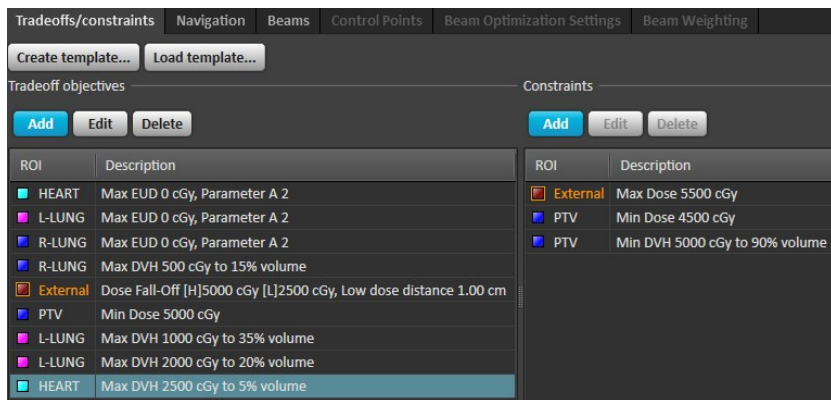 Tradeoffs/constraints Navigation Beams Control Points Beam Optimization Settings Beam Weighting
Create template... Load template...
Tradeoff objectives
Add Edit Delete
ROI Description
HEART Max EUD 0 cGy, Parameter A 2
L-LUNG Max EUD 0 cGy, Parameter A 2
R-LUNG Max EUD 0 cGy, Parameter A 2
R-LUNG Max DVH 500 cGy to 15% volume
External Dose Fall-Off [H]5000 cGy [L]2500 cGy, Low dose distance 1.00 cm
PTV Min Dose 5000 cGy
L-LUNG Max DVH 1000 cGy to 35% volume
L-LUNG Max DVH 2000 cGy to 20% volume
HEART Max DVH 2500 cGy to 5% volume
Constraints
Add Edit Delete
ROI Description
External Max Dose 5500 cGy
PTV Min Dose 4500 cGy
PTV Min DVH 5000 cGy to 90% volume